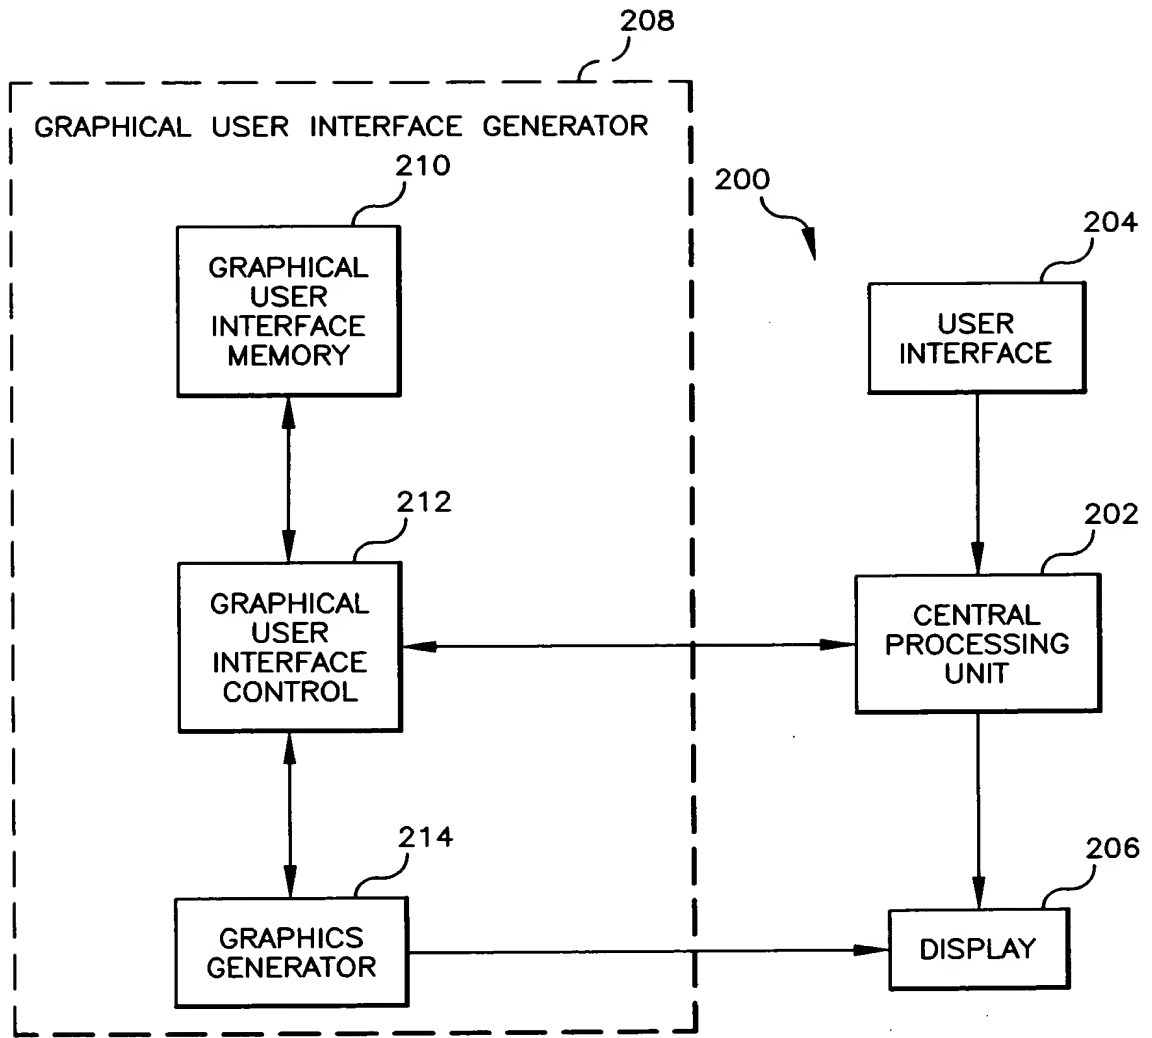 208
GRAPHICAL USER INTERFACE GENERATOR
210
GRAPHICAL
USER
INTERFACE
MEMORY
200
204
USER
INTERFACE
212
GRAPHICAL
USER
INTERFACE
CONTROL
202
CENTRAL
PROCESSING
UNIT
214
GRAPHICS
GENERATOR
206
DISPLAY